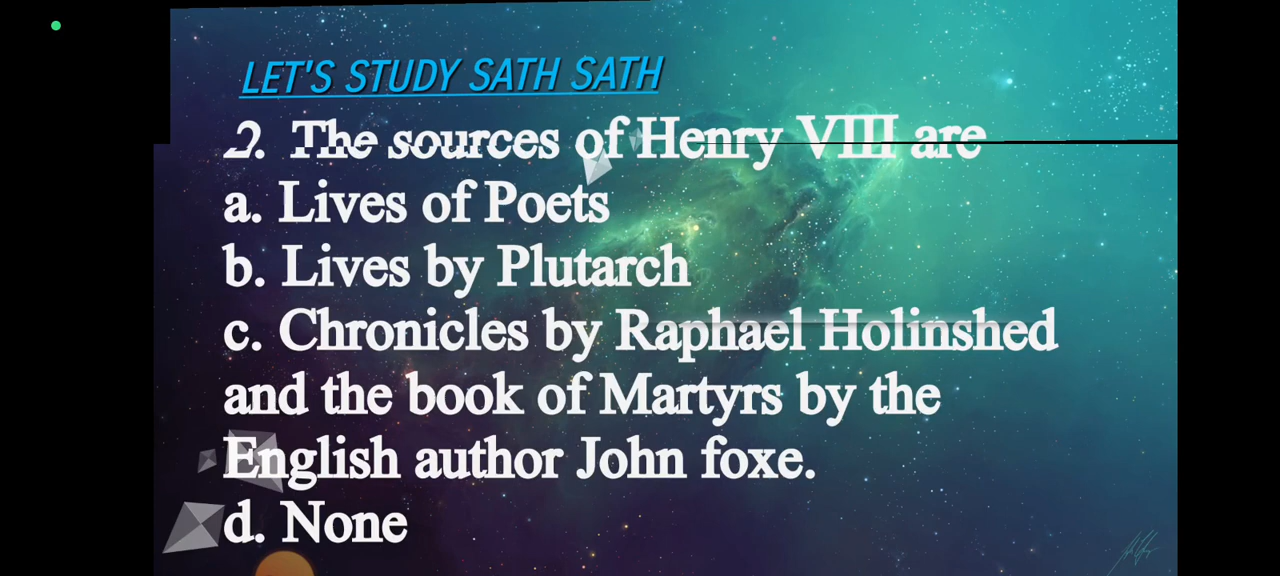 LET'S STUDY SATH SATH
2. The sources of Henry VIII are
a. Lives of Poets
b. Lives by Plutarch
c. Chronicles by Raphael Holinshed
and the book of Martyrs by the
English author John foxe.
d. None